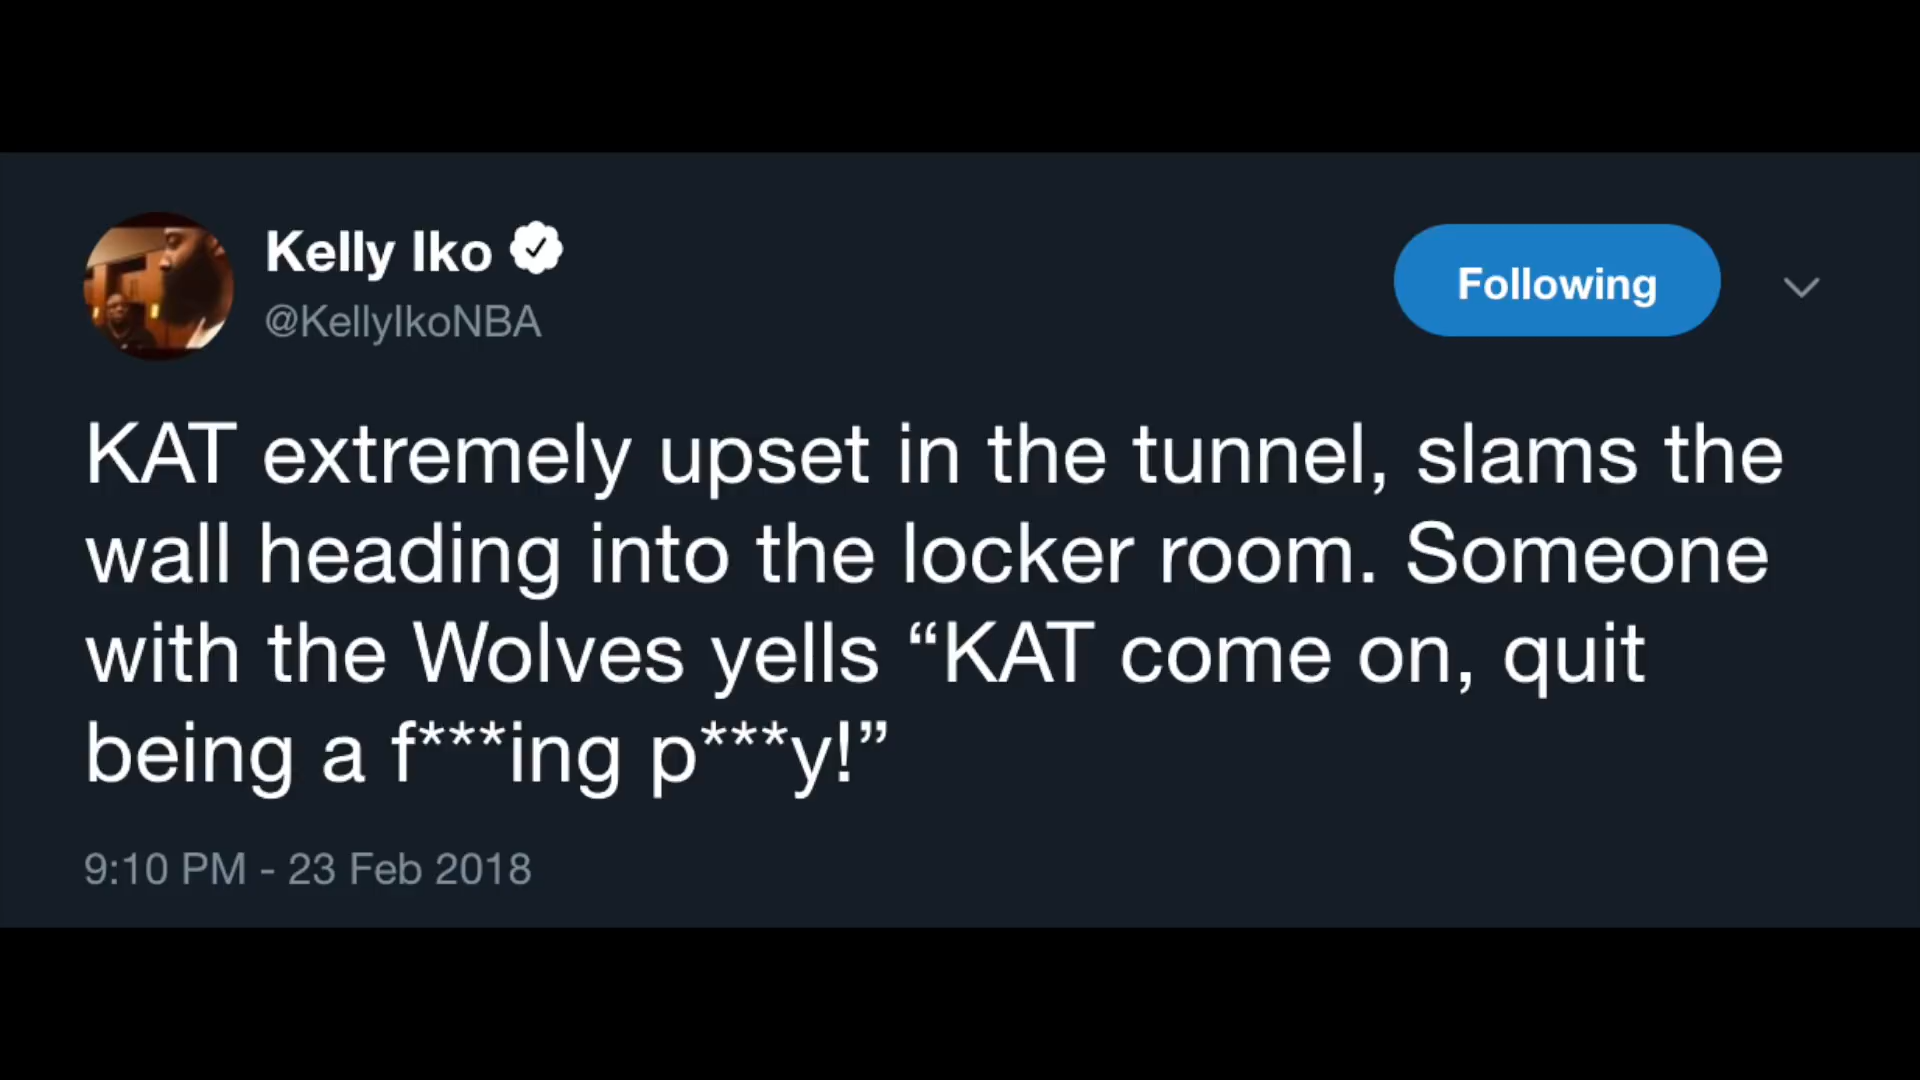 Kelly Iko
@KellyIkoNBA
Following
KAT extremely upset in the tunnel, slams the
wall heading into the locker room. Someone
with the Wolves yells “KAT come on, quit
being a f***ing p***y!”
9:10 PM - 23 Feb 2018